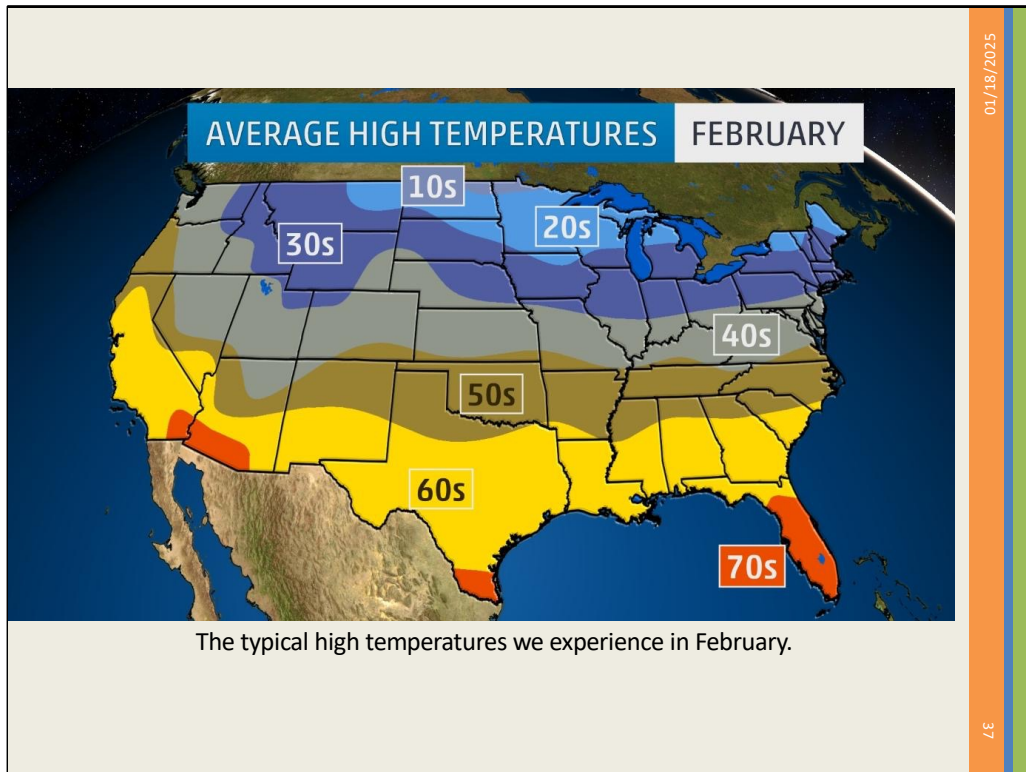 AVERAGE HIGH TEMPERATURES FEBRUARY
10s
20s
30s
40s
50s
60s
70s
The typical high temperatures we experience in February.
01/18/2025
37